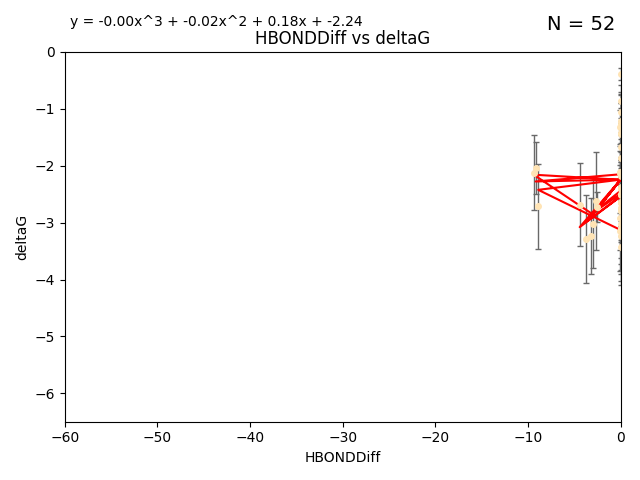 y = -0.00x^3 + -0.02x^2 + 0.18x + -2.24
N = 52
HBONDDiff vs deltaG
0
−1
−2
−3
−4
−5
−6
deltaG
−60 −50 −40 −30 −20 −10 0
HBONDDiff